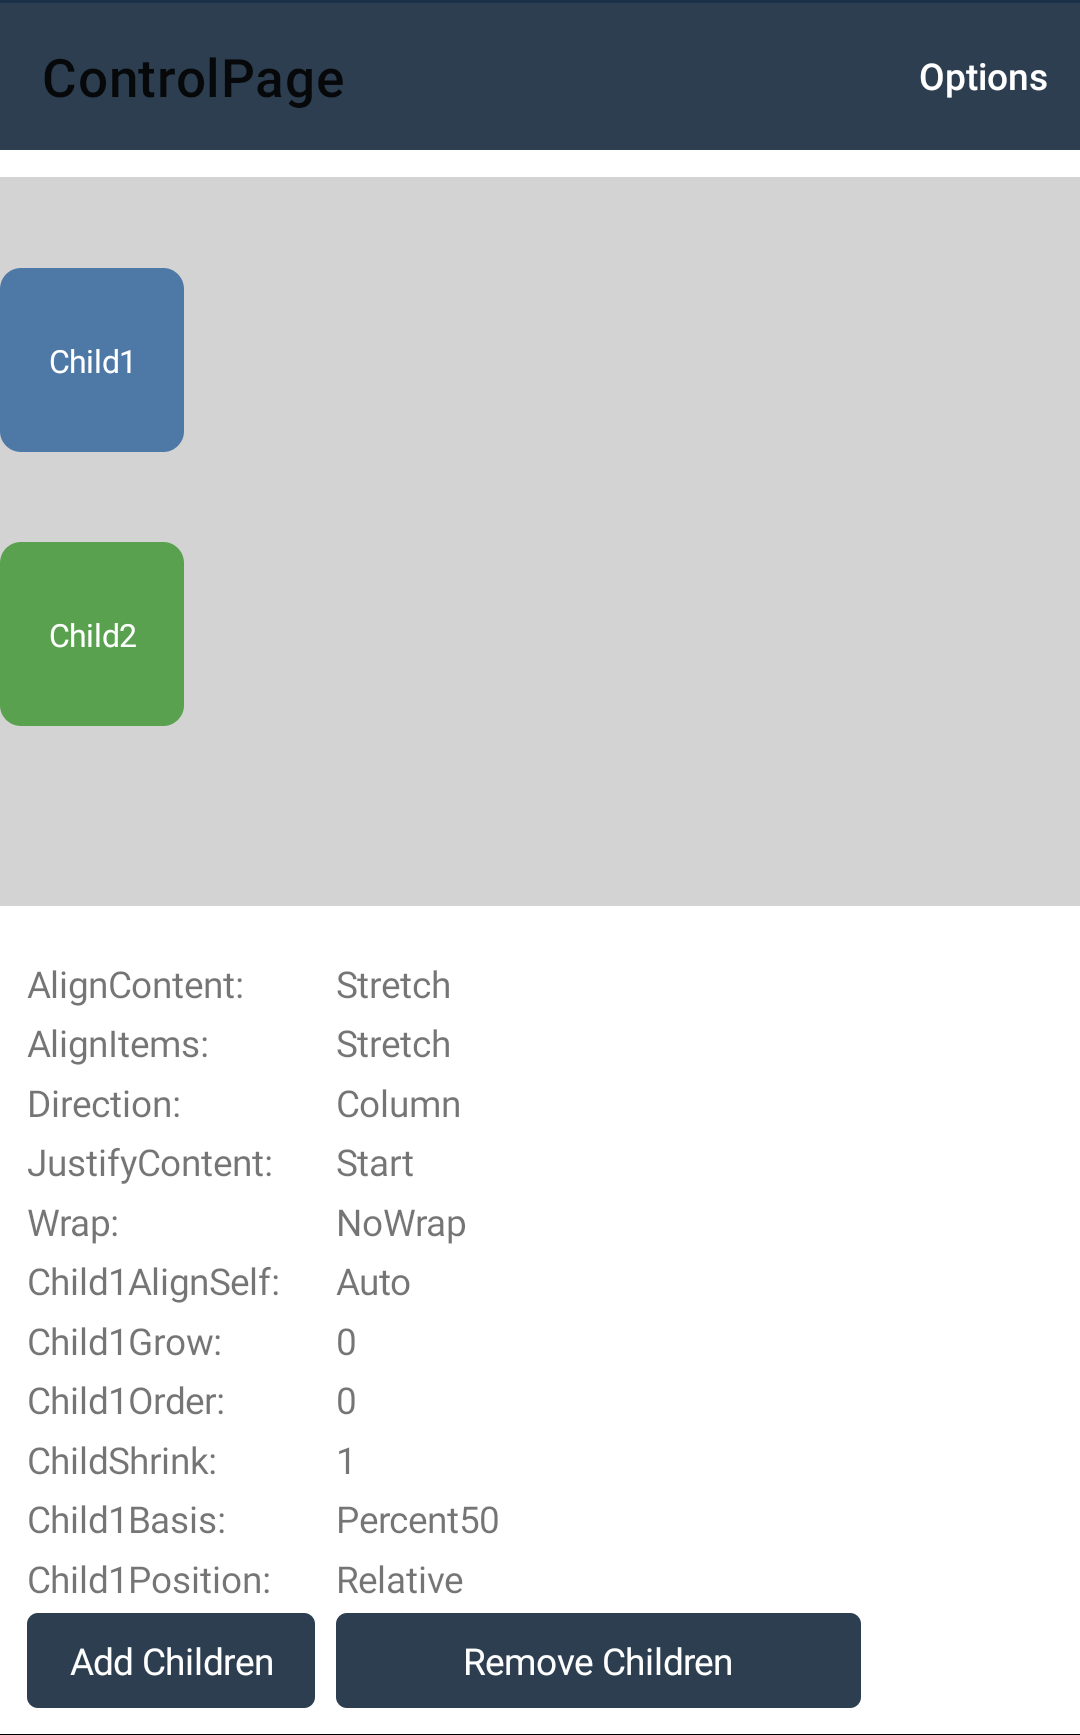 ControlPage Options
Child1
Child2
AlignContent: Stretch
AlignItems: Stretch
Direction: Column
JustifyContent: Start
Wrap: NoWrap
Child1AlignSelf: Auto
Child1Grow: 0
Child1Order: 0
ChildShrink: 1
Child1Basis: Percent50
Child1Position: Relative
Add Children Remove Children